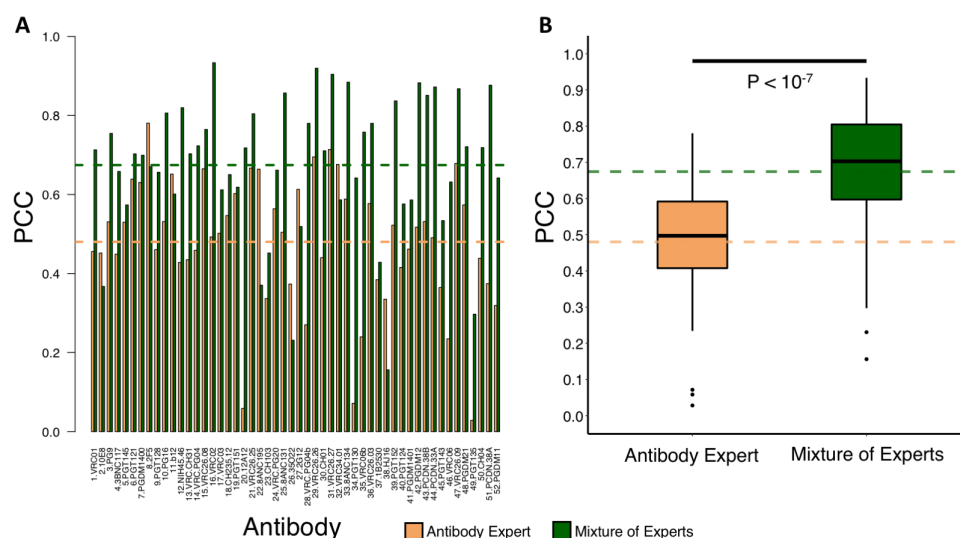 A
PCC
1.0
0.8
0.6
0.4
0.2
0.0
1.VRC01
2.10E8
3.PG9
4.3BNC117
5.PGT145
6.PGT121
7.PGDM1400
8.2F5
9.PGT128
10.PG16
11.b12
12.NIH45.46
13.VRC.CH31
14.VRC.PG04
15.VRC26.08
16.VRC02
17.VRC03
18.CH235.12
19.PGT151
20.12A12
21.VRC26.25
22.8ANC195
23.CH103
24.VRC.PG20
25.8ANC131
26.35O22
27.2G12
28.VRC.PG04b
29.VRC26.26
30.CH01
31.VRC26.27
32.VRC34.01
33.8ANC134
34.PGT130
35.VRC06b
36.VRC26.03
37.1B2530
38.HJ16
39.PGT152
40.PGT124
41.PGDM1401
42.PGDM12
43.PCDN.38B
44.PCDN.33A
45.PGT143
46.VRC06
47.VRC26.09
48.PGDM21
49.PGT135
50.CH04
51.PCDN.38A
52.PGDM11
Antibody
B
PCC
1.0
0.9
0.8
0.7
0.6
0.5
0.4
0.3
0.2
0.1
0.0
P < 10⁻⁷
Antibody Expert Mixture of Experts
Antibody Expert Mixture of Experts